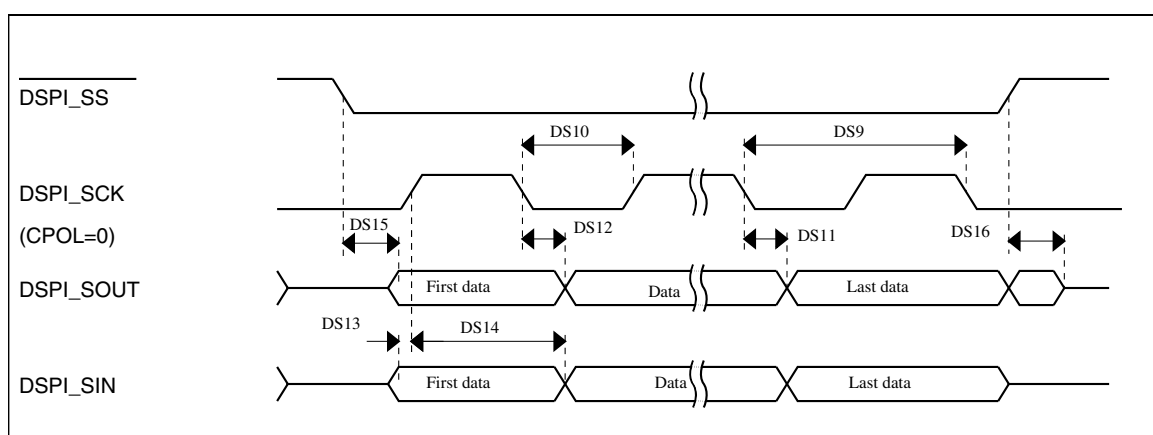 DSPI_SS
DS10
DS9
DSPI_SCK
(CPOL=0)
DS15
DS12
DS11
DS16
DSPI_SOUT
First data
Data
Last data
DS13
DS14
DSPI_SIN
First data
Data
Last data